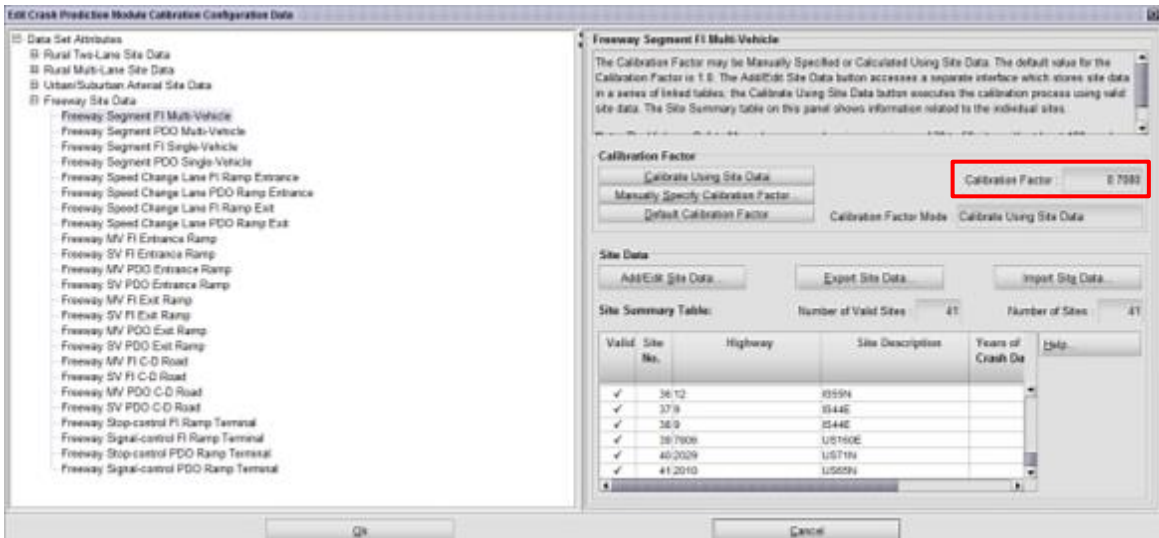 Edit Crash Prediction Module Calibration Configuration Data
Data Set Attributes
Rural Two-Lane Site Data
Rural Multi-Lane Site Data
Urban/Suburban Arterial Site Data
Freeway Site Data
Freeway Segment FI Multi-Vehicle
Freeway Segment PDO Multi-Vehicle
Freeway Segment FI Single-Vehicle
Freeway Segment PDO Single-Vehicle
Freeway Speed Change Lane FI Ramp Entrance
Freeway Speed Change Lane PDO Ramp Entrance
Freeway Speed Change Lane FI Ramp Exit
Freeway Speed Change Lane PDO Ramp Exit
Freeway MV FI Entrance Ramp
Freeway SV FI Entrance Ramp
Freeway MV PDO Entrance Ramp
Freeway SV PDO Entrance Ramp
Freeway MV FI Exit Ramp
Freeway SV FI Exit Ramp
Freeway MV PDO Exit Ramp
Freeway SV PDO Exit Ramp
Freeway MV FI C-D Road
Freeway SV FI C-D Road
Freeway MV PDO C-D Road
Freeway SV PDO C-D Road
Freeway Stop-control FI Ramp Terminal
Freeway Signal-control FI Ramp Terminal
Freeway Stop-control PDO Ramp Terminal
Freeway Signal-control PDO Ramp Terminal
Freeway Segment FI Multi-Vehicle
The Calibration Factor may be Manually Specified or Calculated Using Site Data. The default value for the
Calibration Factor is 1.0. The Add/Edit Site Data button accesses a separate interface which stores site data
in a series of linked tables; the Calibrate Using Site Data button executes the calibration process using valid
site data. The Site Summary table on this panel shows information related to the individual sites.
Calibration Factor
Calibrate Using Site Data
Calibration Factor :
Manually Specify Calibration Factor
Default Calibration Factor
Calibration Factor Mode Calibrate Using Site Data
Site Data
Add/Edit Site Data...
Export Site Data...
Import Site Data...
Site Summary Table:
Number of Valid Sites 41
Number of Sites 41
Valid Site No. Highway Site Description Years of Crash Da
Help...
✓ 36 12 IS55N
✓ 37 9 IS44E
✓ 38 9 IS44E
✓ 39 US160E
✓ 40 2029 US71N
✓ 41 2010 US65N
Ok
Cancel